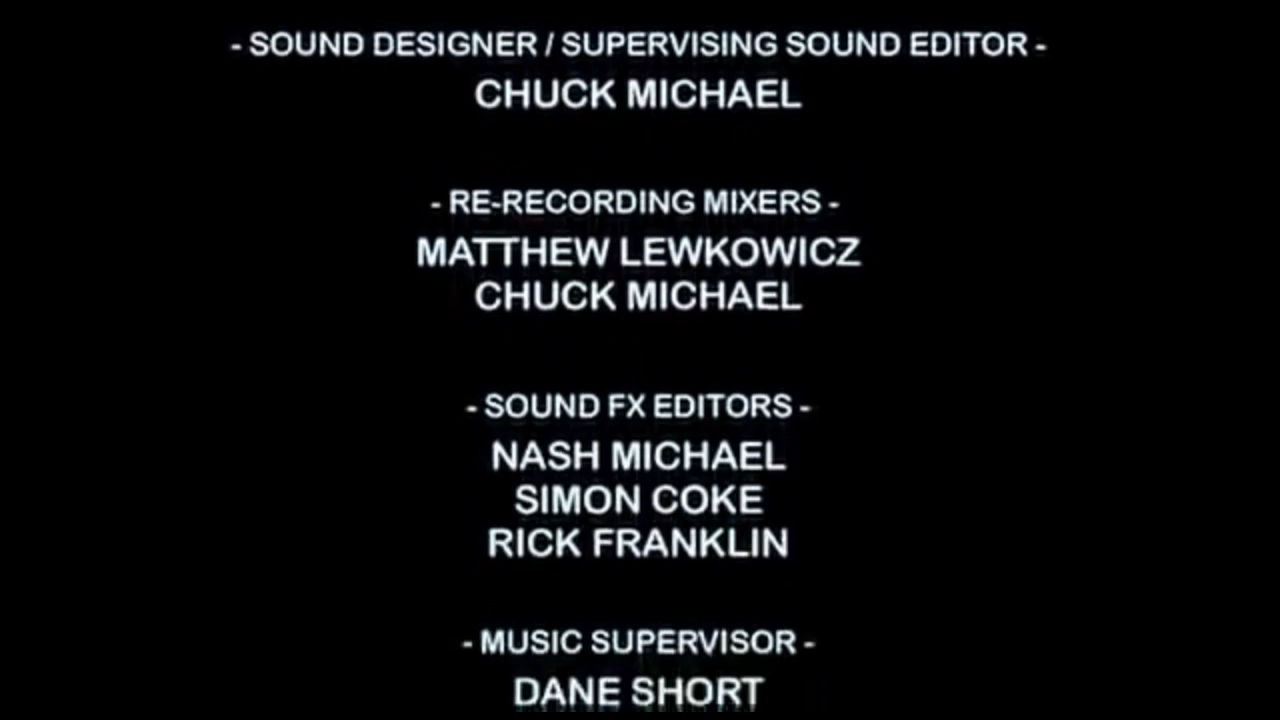 - SOUND DESIGNER / SUPERVISING SOUND EDITOR -
CHUCK MICHAEL
- RE-RECORDING MIXERS -
MATTHEW LEWKOWICZ
CHUCK MICHAEL
- SOUND FX EDITORS -
NASH MICHAEL
SIMON COKE
RICK FRANKLIN
- MUSIC SUPERVISOR -
DANE SHORT